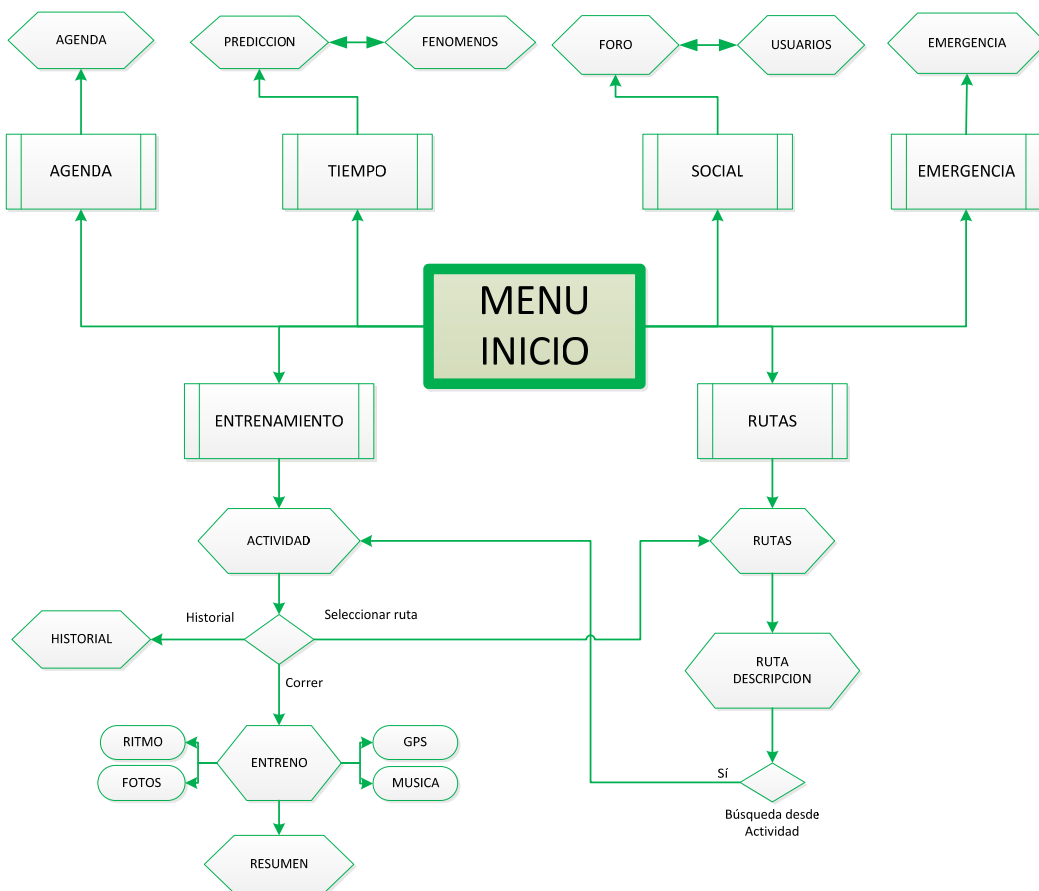 AGENDA
PREDICCION
FENOMENOS
FORO
USUARIOS
EMERGENCIA
AGENDA
TIEMPO
SOCIAL
EMERGENCIA
MENU
INICIO
ENTRENAMIENTO
RUTAS
ACTIVIDAD
RUTAS
Historial
Seleccionar ruta
HISTORIAL
RUTA
DESCRIPCION
Correr
RITMO
GPS
ENTRENO
FOTOS
MUSICA
Sí
Búsqueda desde
Actividad
RESUMEN